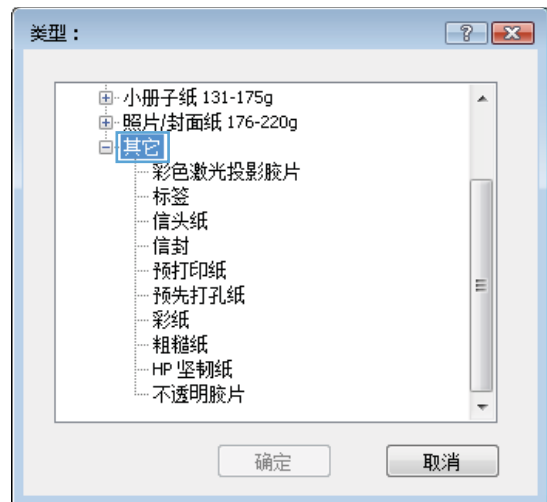 类型：
小册子纸 131-175g
照片/封面纸 176-220g
其它
彩色激光投影胶片
标签
信头纸
信封
预打印纸
预先打孔纸
彩纸
粗糙纸
HP 坚韧纸
不透明胶片
确定
取消